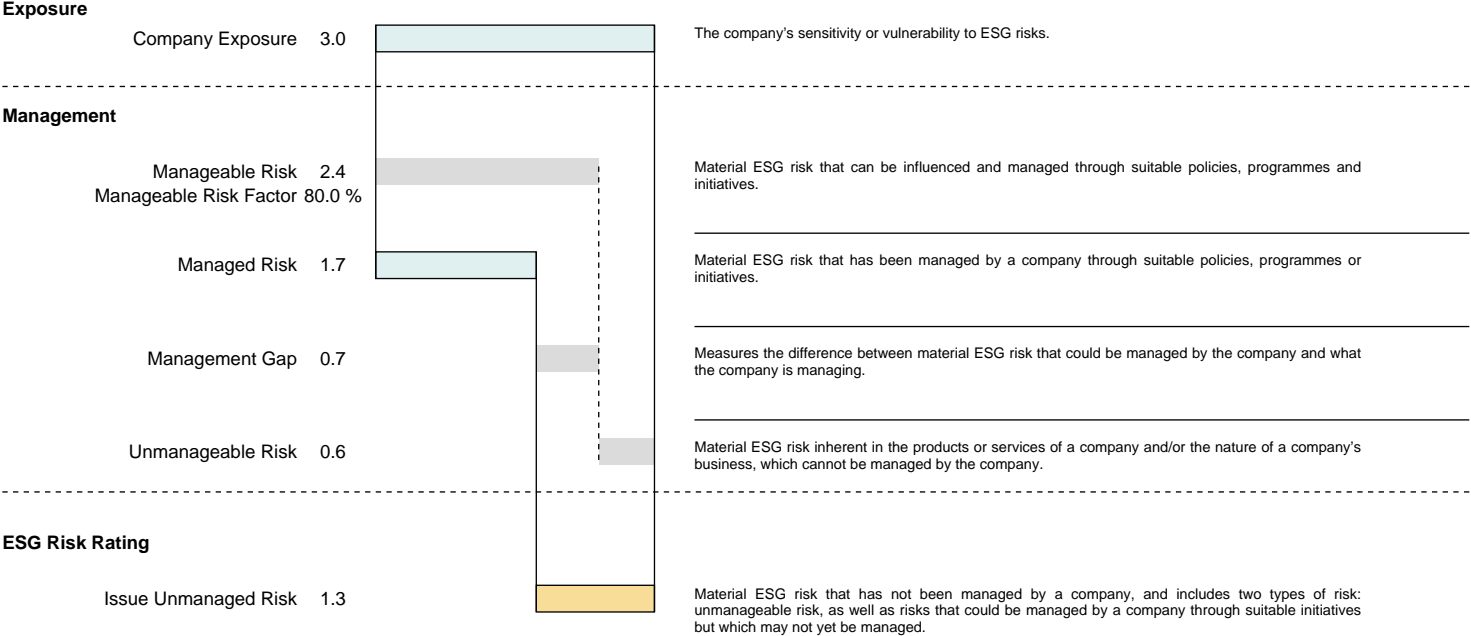 Exposure
Company Exposure 3.0
The company’s sensitivity or vulnerability to ESG risks.
Management
Manageable Risk 2.4
Manageable Risk Factor 80.0 %
Material ESG risk that can be influenced and managed through suitable policies, programmes and
initiatives.
Managed Risk 1.7
Material ESG risk that has been managed by a company through suitable policies, programmes or
initiatives.
Management Gap 0.7
Measures the difference between material ESG risk that could be managed by the company and what
the company is managing.
Unmanageable Risk 0.6
Material ESG risk inherent in the products or services of a company and/or the nature of a company’s
business, which cannot be managed by the company.
ESG Risk Rating
Issue Unmanaged Risk 1.3
Material ESG risk that has not been managed by a company, and includes two types of risk:
unmanageable risk, as well as risks that could be managed by a company through suitable initiatives
but which may not yet be managed.